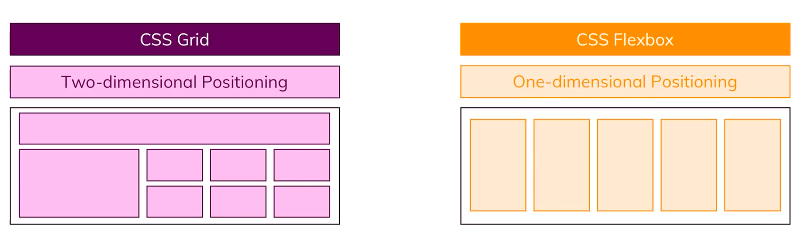 CSS Grid
Two-dimensional Positioning
CSS Flexbox
One-dimensional Positioning